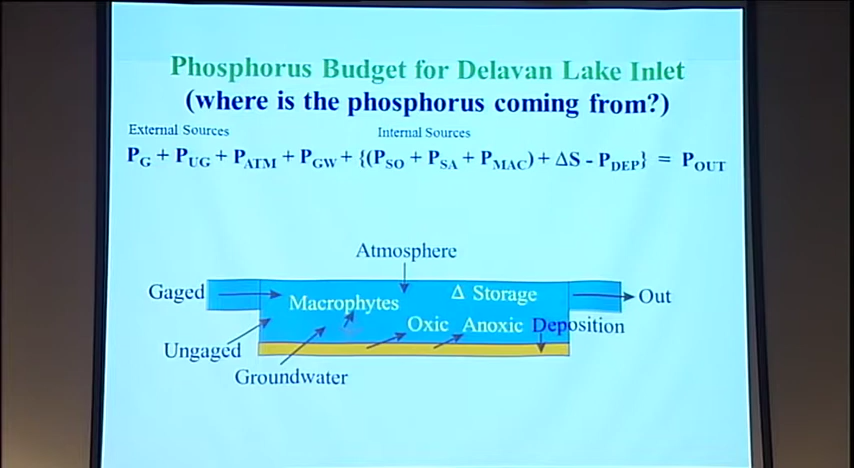 Phosphorus Budget for Delavan Lake Inlet
(where is the phosphorus coming from?)
External Sources Internal Sources
P_G + P_UG + P_ATM + P_GW + {(P_SO + P_SA + P_MAC) + ΔS - P_DEP} = P_OUT
Atmosphere
Gaged Macrophytes Δ Storage Out
Ungaged Oxic Anoxic Deposition
Groundwater